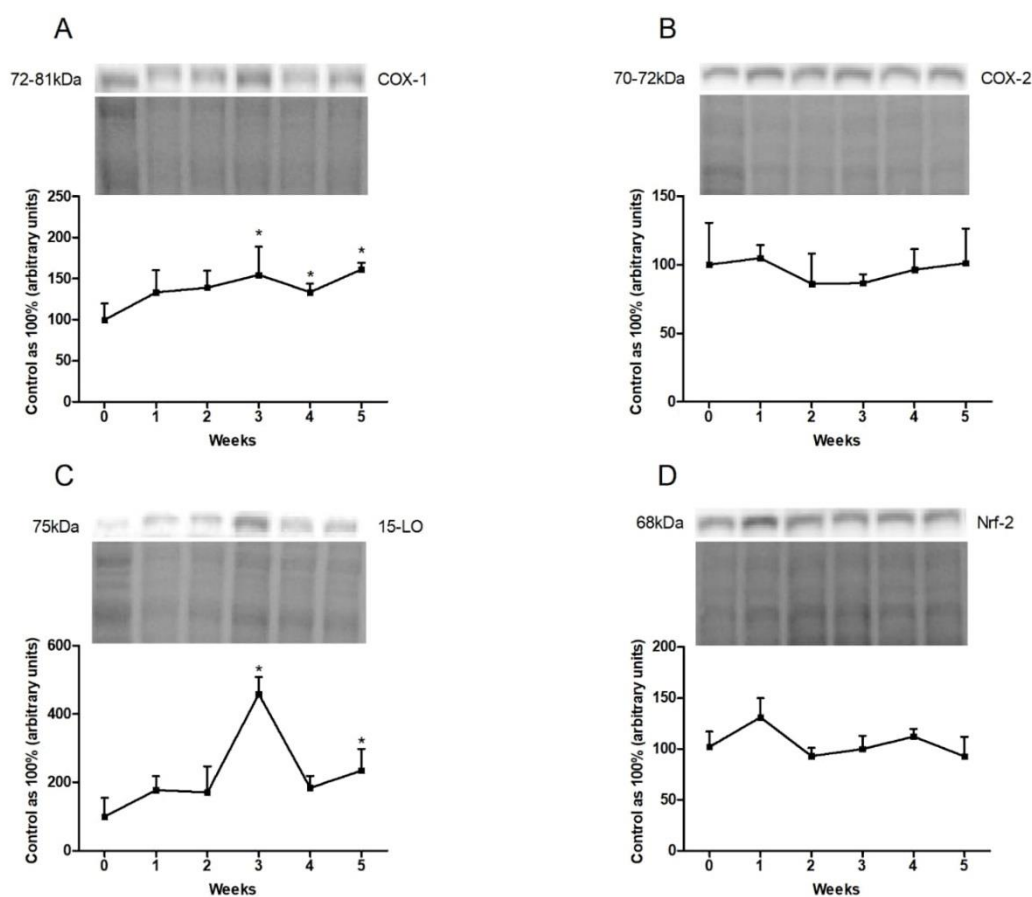 A
72-81kDa COX-1
Control as 100% (arbitrary units)
250
200
150
100
50
0
* * *
0 1 2 3 4 5
Weeks
B
70-72kDa COX-2
Control as 100% (arbitrary units)
150
100
50
0
0 1 2 3 4 5
Weeks
C
75kDa 15-LO
Control as 100% (arbitrary units)
600
400
200
0
* *
0 1 2 3 4 5
Weeks
D
68kDa Nrf-2
Control as 100% (arbitrary units)
200
150
100
50
0
0 1 2 3 4 5
Weeks